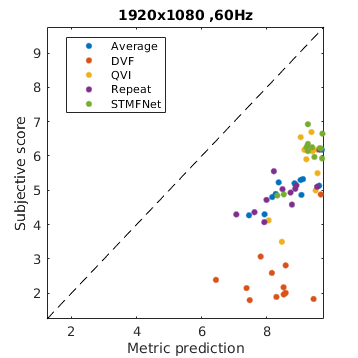 1920x1080 ,60Hz
Average
DVF
QVI
Repeat
STMFNet
Subjective score
9
8
7
6
5
4
3
2
2
4
6
8
Metric prediction